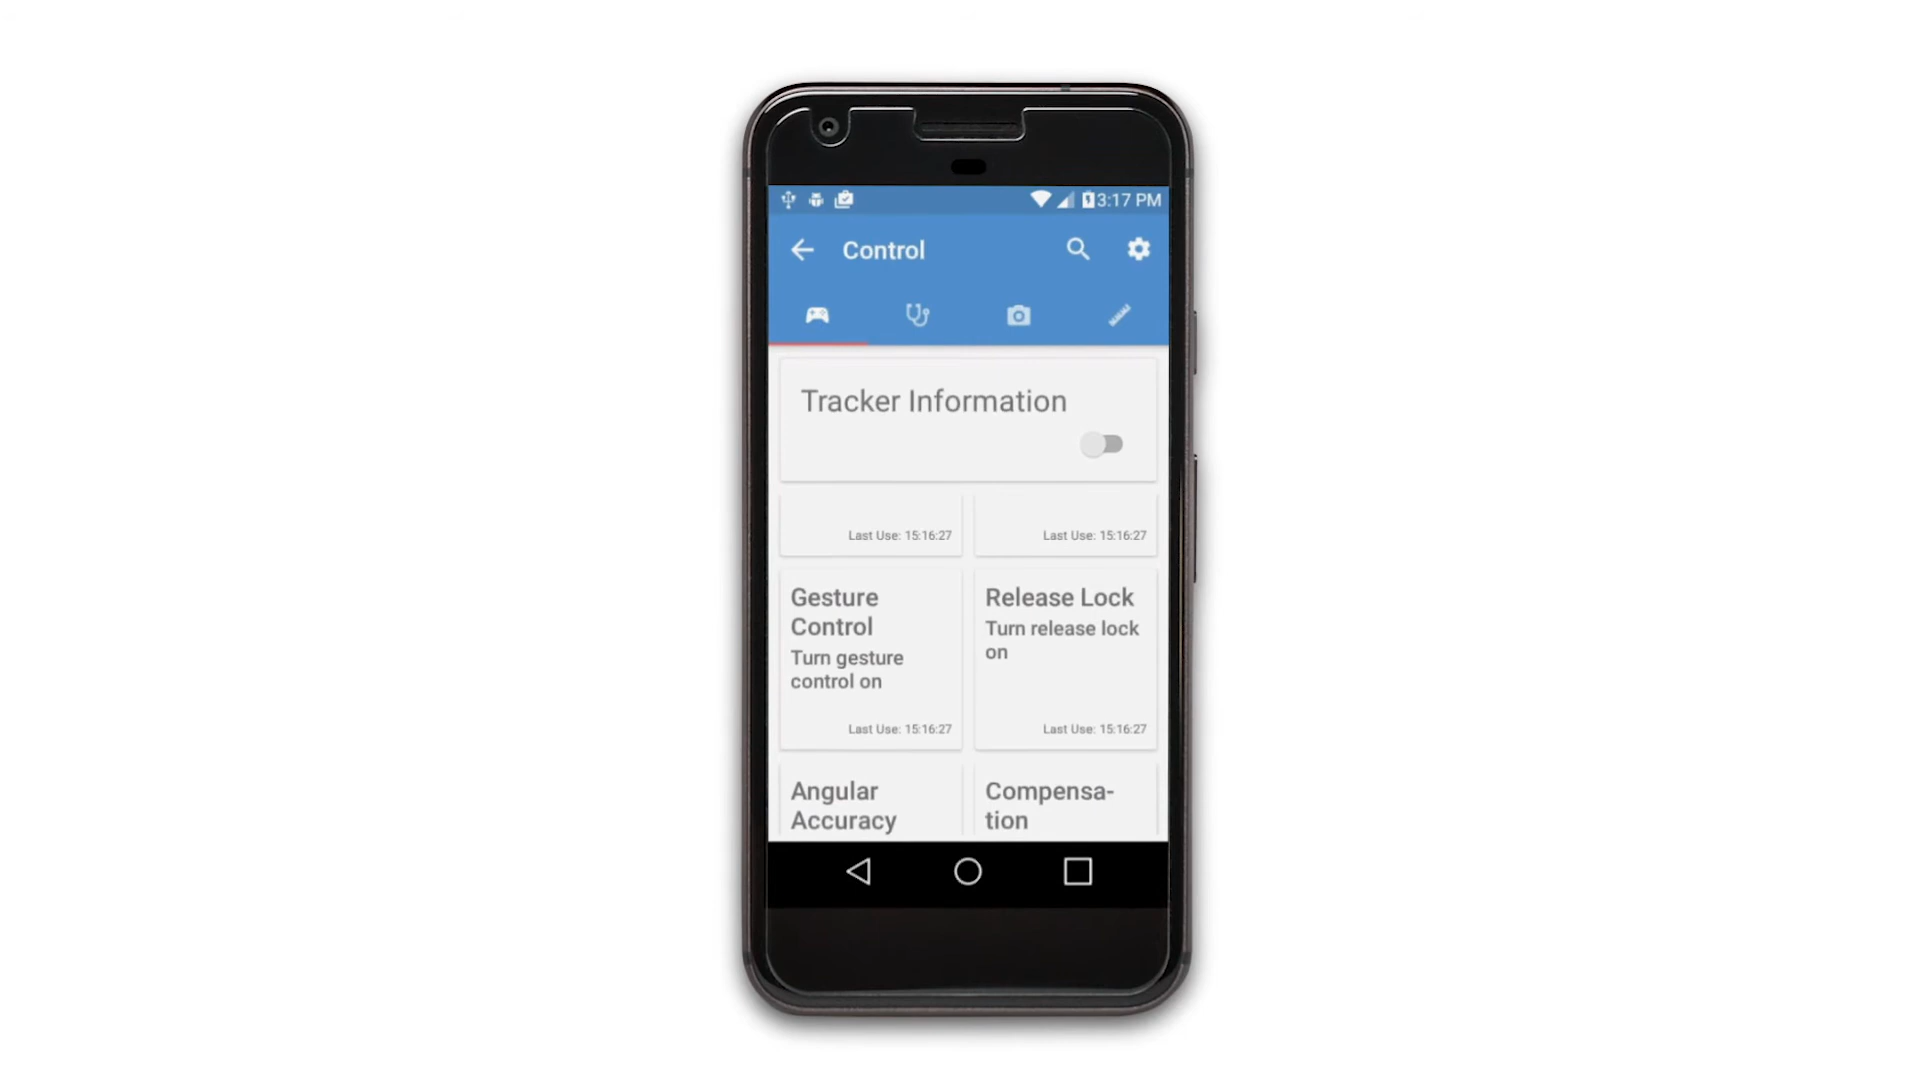 3:17 PM
Control
Tracker Information
Last Use: 15:16:27
Last Use: 15:16:27
Gesture
Control
Turn gesture
control on
Last Use: 15:16:27
Release Lock
Turn release lock
on
Last Use: 15:16:27
Angular
Accuracy
Compensa-
tion